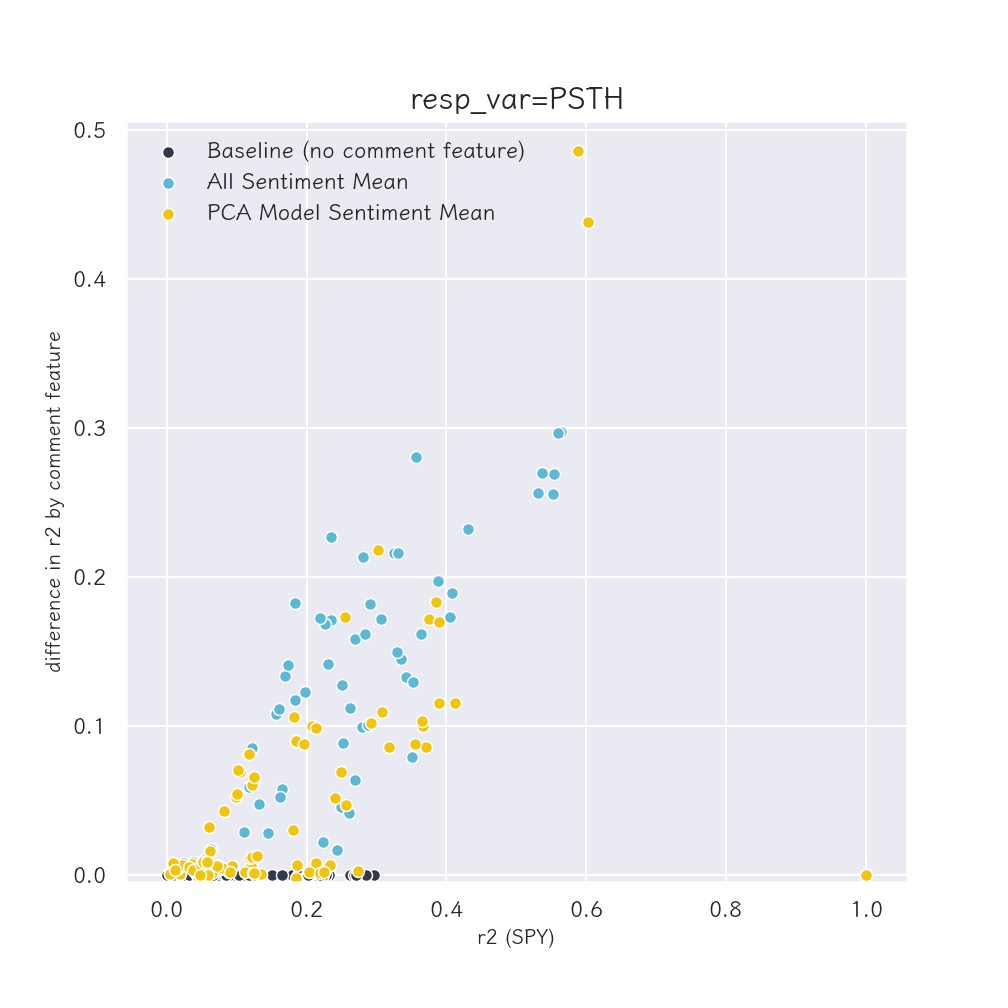 resp_var=PSTH
Baseline (no comment feature)
All Sentiment Mean
PCA Model Sentiment Mean
difference in r2 by comment feature
0.5
0.4
0.3
0.2
0.1
0.0
0.0 0.2 0.4 0.6 0.8 1.0
r2 (SPY)